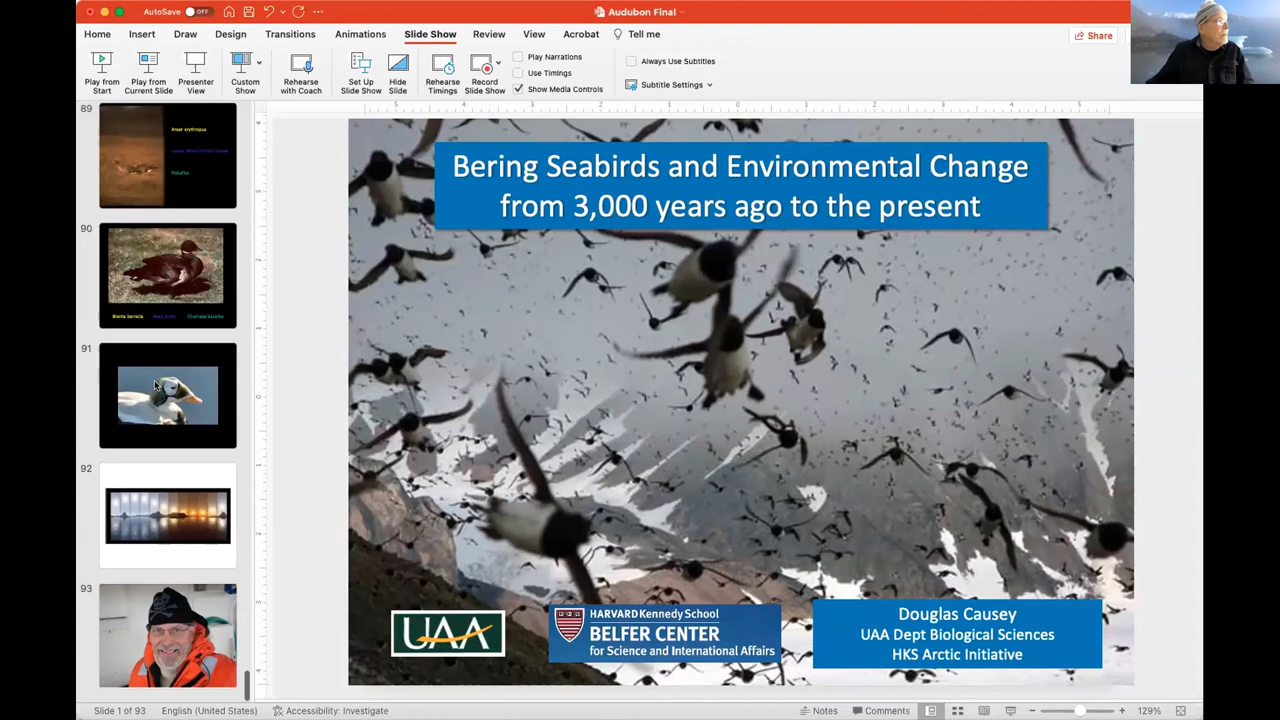 AutoSave OFF
Audubon Final
Home Insert Draw Design Transitions Animations Slide Show Review View Acrobat Tell me
Share
Play from Start
Play from Current Slide
Presenter View
Custom Show
Rehearse with Coach
Set Up Slide Show
Hide Slide
Rehearse Timings
Record Slide Show
Play Narrations
Use Timings
Show Media Controls
Always Use Subtitles
Subtitle Settings
89
Anser erythropus
90
Branta bernicla
91
92
93
Bering Seabirds and Environmental Change
from 3,000 years ago to the present
UAA
HARVARD Kennedy School
BELFER CENTER
for Science and International Affairs
Douglas Causey
UAA Dept Biological Sciences
HKS Arctic Initiative
Slide 1 of 93 English (United States) Accessibility: Investigate Notes Comments 129%